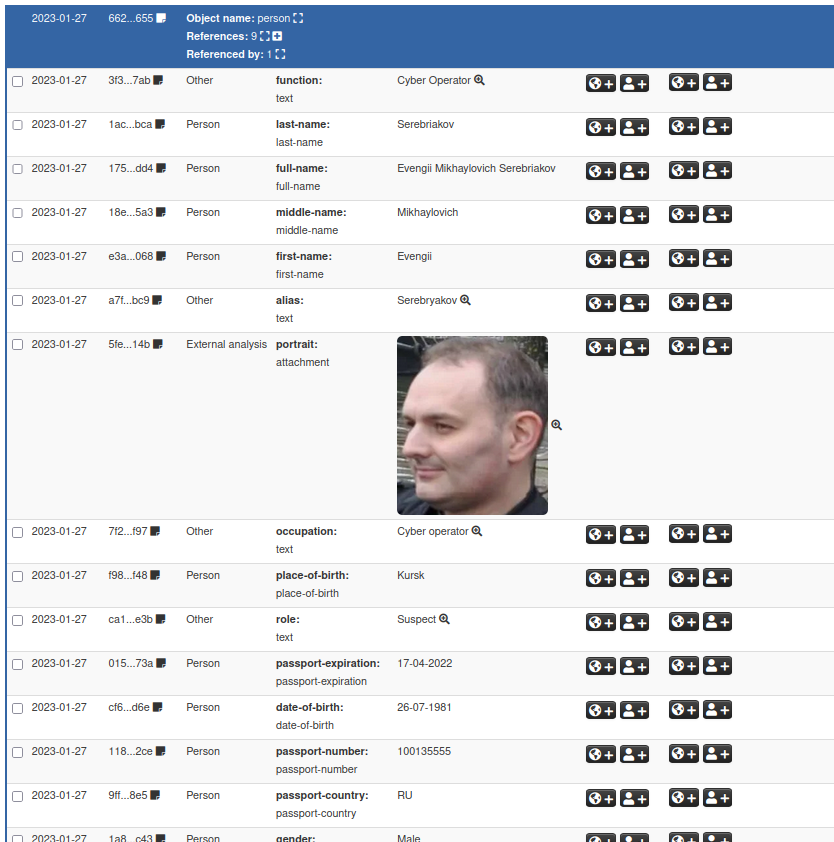 2023-01-27 662...655 Object name: person
References: 9
Referenced by: 1
2023-01-27 3f3...7ab Other function: Cyber Operator
text
2023-01-27 1ac...bca Person last-name: Serebriakov
last-name
2023-01-27 175...dd4 Person full-name: Evengii Mikhaylovich Serebriakov
full-name
2023-01-27 18e...5a3 Person middle-name: Mikhaylovich
middle-name
2023-01-27 e3a...068 Person first-name: Evengii
first-name
2023-01-27 a7f...bc9 Other alias: Serebryakov
text
2023-01-27 5fe...14b External analysis portrait:
attachment
2023-01-27 7f2...f97 Other occupation: Cyber operator
text
2023-01-27 f98...f48 Person place-of-birth: Kursk
place-of-birth
2023-01-27 ca1...e3b Other role: Suspect
text
2023-01-27 015...73a Person passport-expiration: 17-04-2022
passport-expiration
2023-01-27 cf6...d6e Person date-of-birth: 26-07-1981
date-of-birth
2023-01-27 118...2ce Person passport-number: 100135555
passport-number
2023-01-27 9ff...8e5 Person passport-country: RU
passport-country
2023-01-27 1a8...c43 Person gender: Male